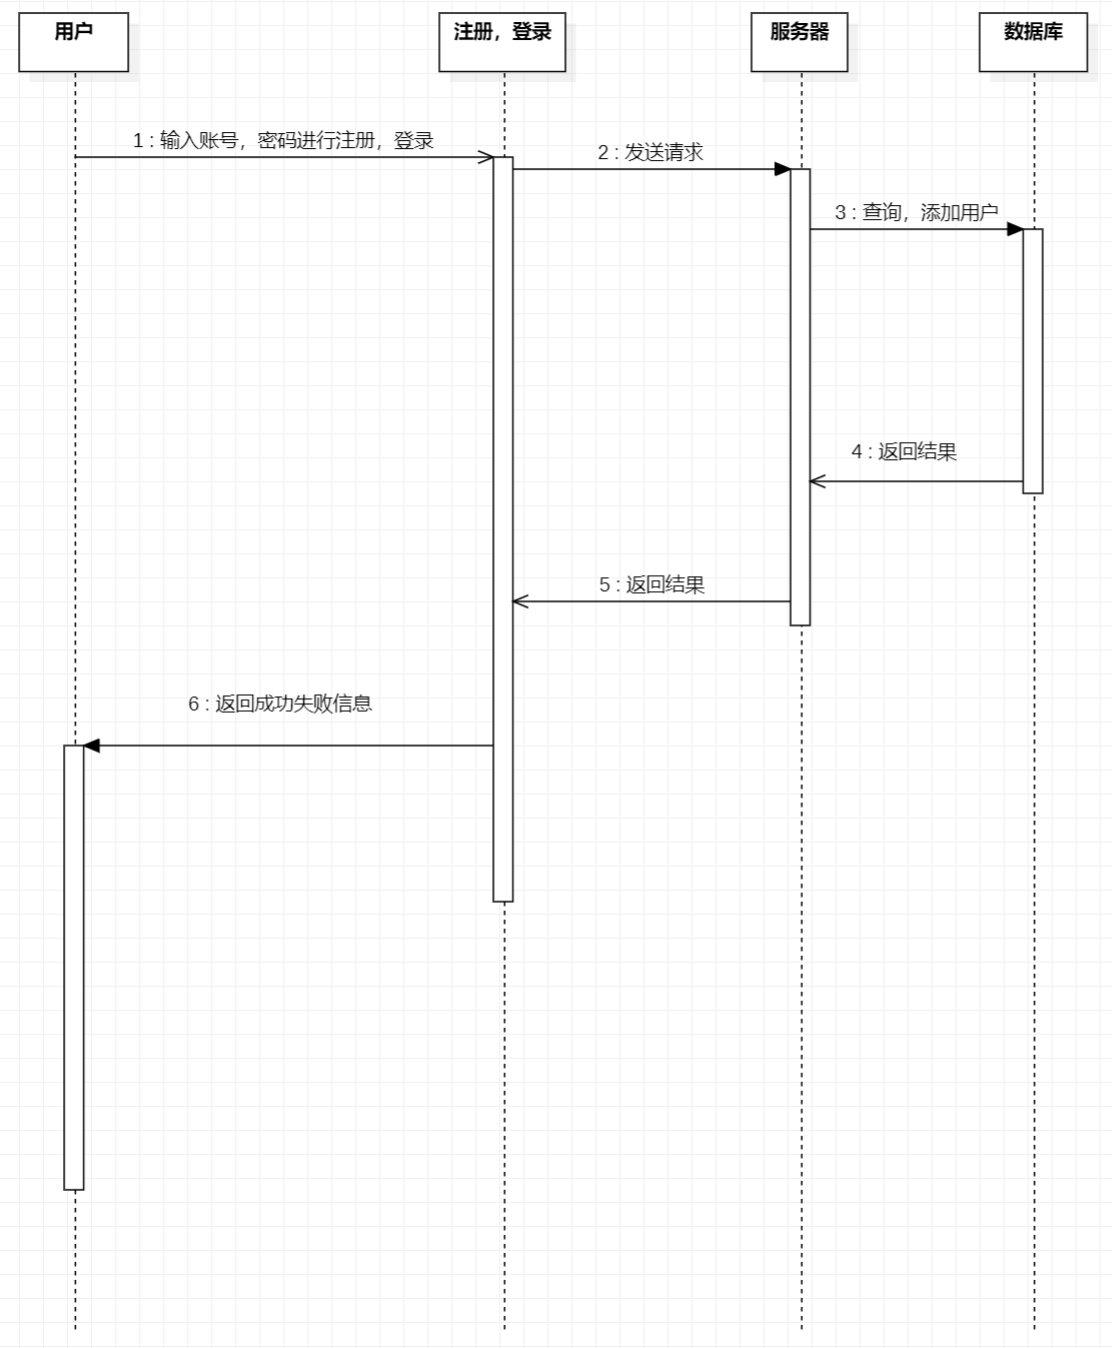 用户
注册，登录
服务器
数据库
1 : 输入账号，密码进行注册，登录
2 : 发送请求
3 : 查询，添加用户
4 : 返回结果
5 : 返回结果
6 : 返回成功失败信息